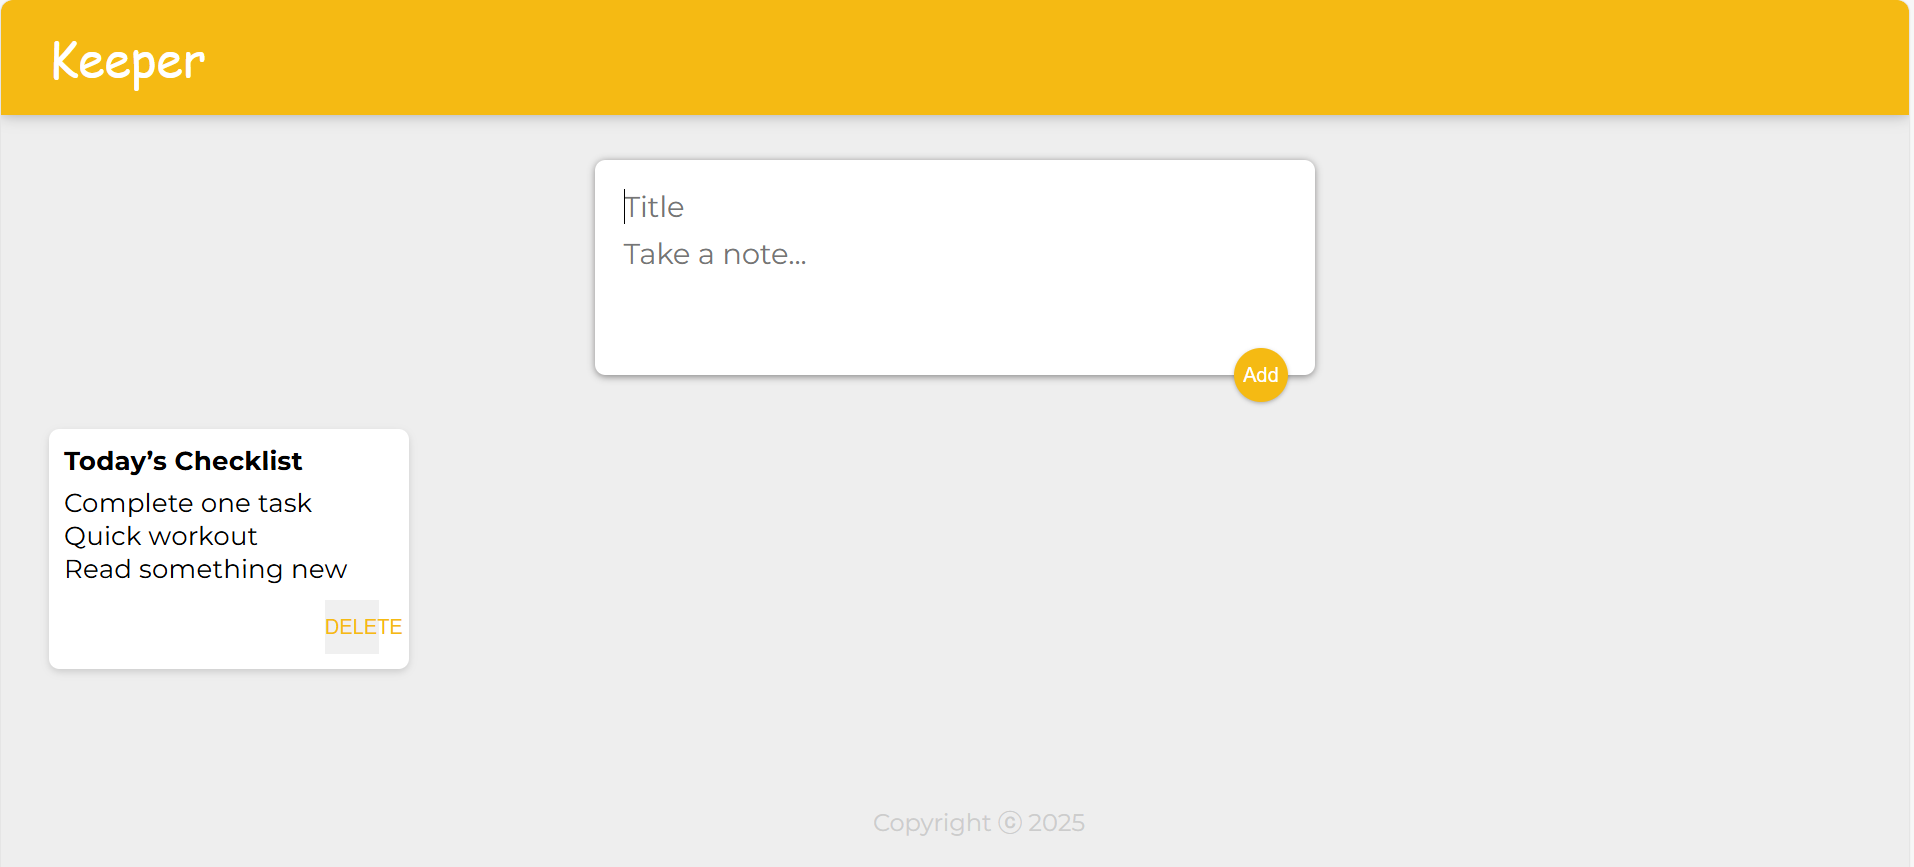 Keeper
Title
Take a note...
Add
Today’s Checklist
Complete one task
Quick workout
Read something new
DELETE
Copyright ⓒ 2025